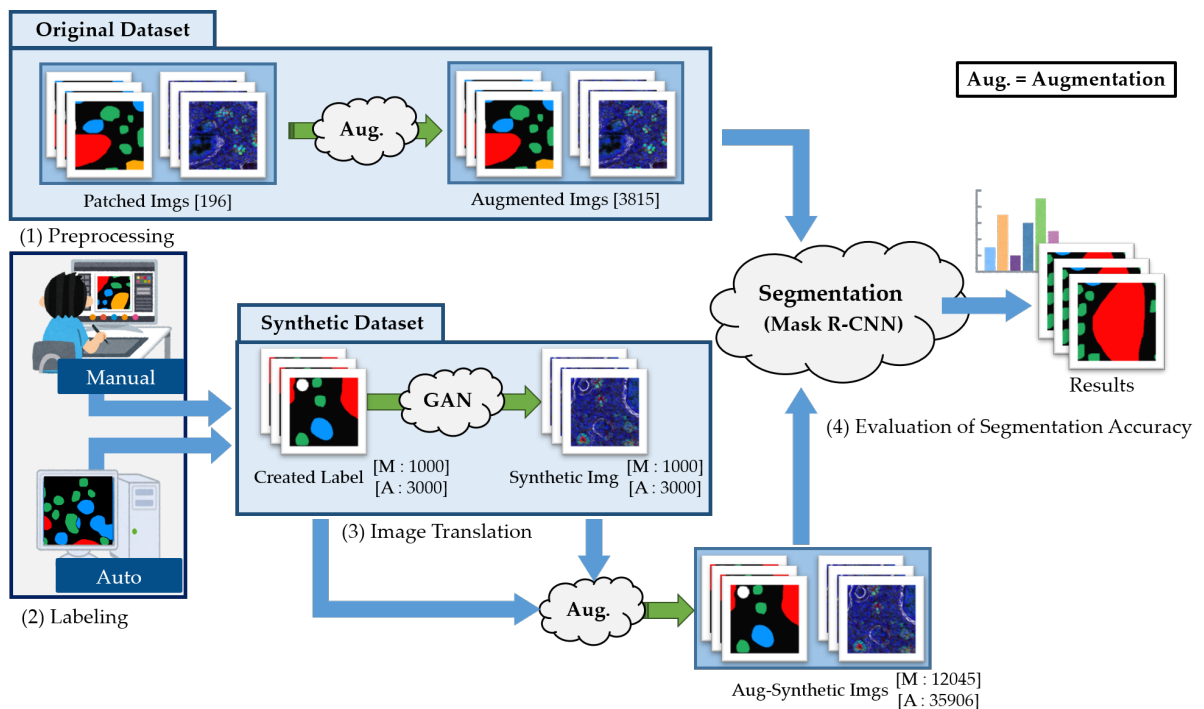 Original Dataset
Aug. = Augmentation
Aug.
Patched Imgs [196]
Augmented Imgs [3815]
(1) Preprocessing
Segmentation
(Mask R-CNN)
Results
(4) Evaluation of Segmentation Accuracy
Manual
Auto
(2) Labeling
Synthetic Dataset
GAN
Created Label
[M : 1000]
[A : 3000]
Synthetic Img
[M : 1000]
[A : 3000]
(3) Image Translation
Aug.
Aug-Synthetic Imgs
[M : 12045]
[A : 35906]